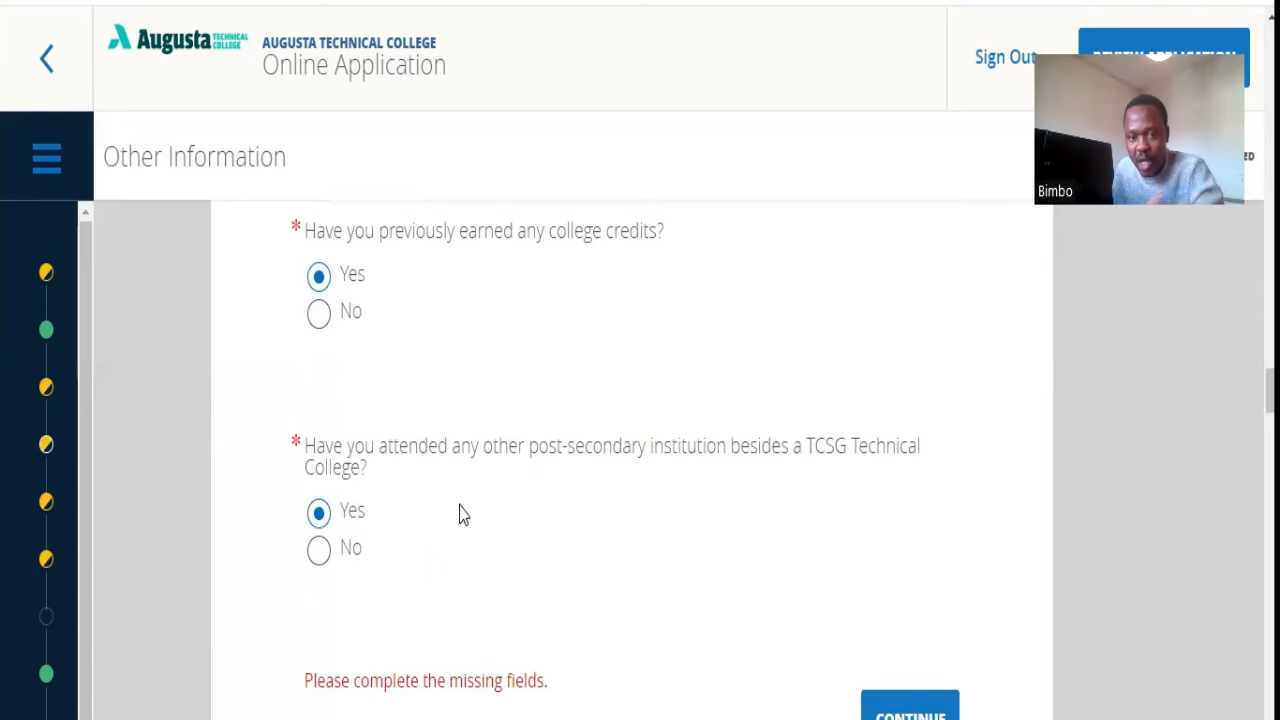 Augusta TECHNICAL COLLEGE
AUGUSTA TECHNICAL COLLEGE
Online Application
Sign Out
REVIEW APPLICATION
Other Information
Bimbo
* Have you previously earned any college credits?
Yes
No
* Have you attended any other post-secondary institution besides a TCSG Technical
College?
Yes
No
Please complete the missing fields.
CONTINUE